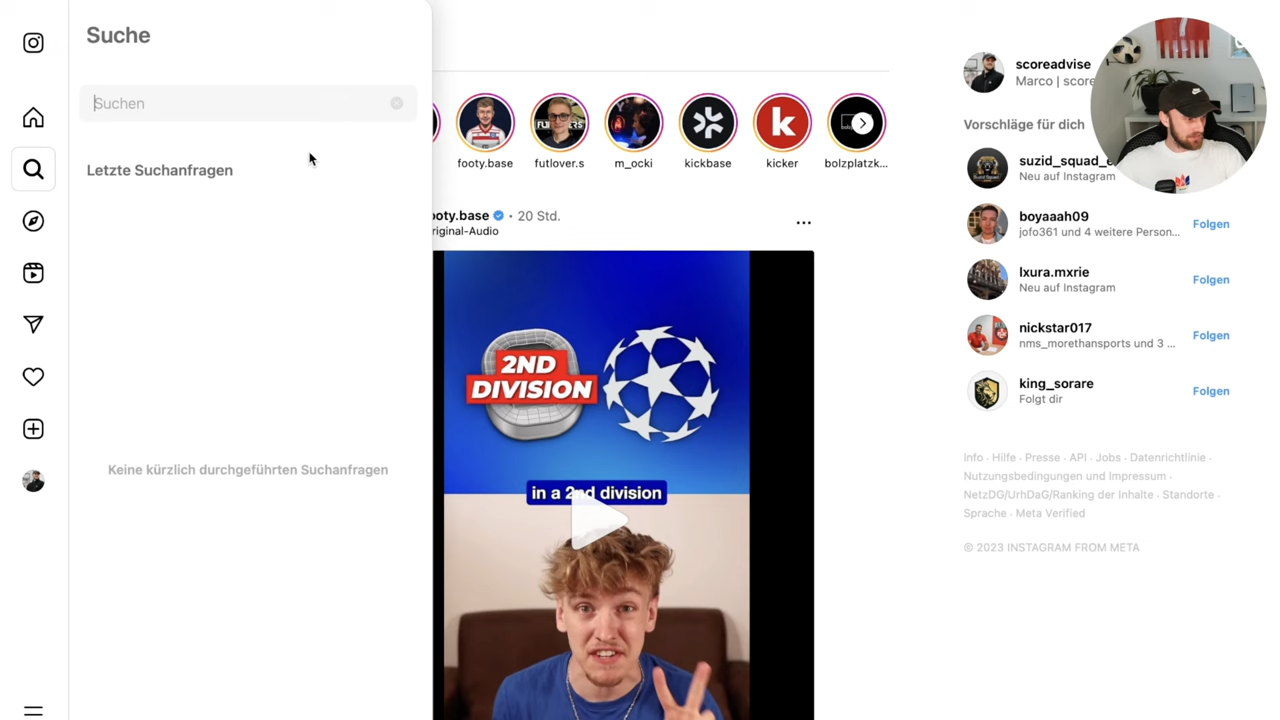 Suche
Suchen
Letzte Suchanfragen
Keine kürzlich durchgeführten Suchanfragen
footy.base
futlover.s
m_ocki
kickbase
kicker
bolzplatzk...
ooty.base • 20 Std.
riginal-Audio
2ND
DIVISION
in a 2nd division
scoreadvise
Marco | score
Vorschläge für dich
suzid_squad_e
Neu auf Instagram
boyaaah09
jofo361 und 4 weitere Person...
Folgen
lxura.mxrie
Neu auf Instagram
Folgen
nickstar017
nms_morethansports und 3 ...
Folgen
king_sorare
Folgt dir
Folgen
Info · Hilfe · Presse · API · Jobs · Datenrichtlinie ·
Nutzungsbedingungen und Impressum ·
NetzDG/UrhDaG/Ranking der Inhalte · Standorte ·
Sprache · Meta Verified
© 2023 INSTAGRAM FROM META